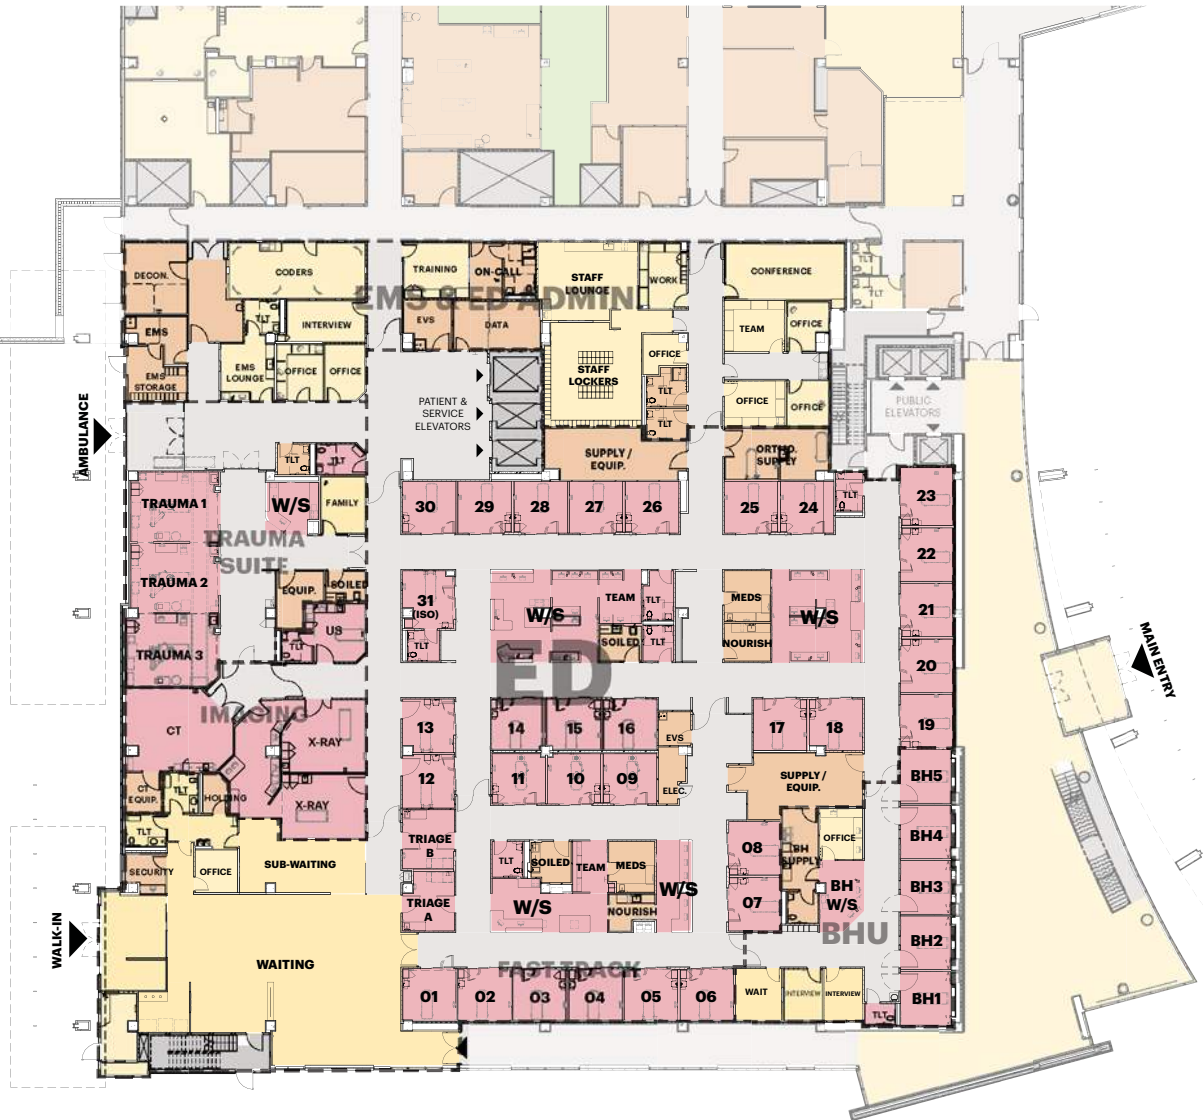 DECON.
CODERS
TRAINING
ON-CALL
STAFF
LOUNGE
WORK
CONFERENCE
TLT
TLT
EMS & ED ADMIN
EMS
TLT
INTERVIEW
EVS
DATA
TEAM
OFFICE
EMS
STORAGE
EMS
LOUNGE
OFFICE
OFFICE
STAFF
LOCKERS
OFFICE
TLT
TLT
OFFICE
OFFICE
PATIENT &
SERVICE
ELEVATORS
PUBLIC
ELEVATORS
AMBULANCE
TLT
TLT
SUPPLY /
EQUIP.
ORTHO.
SUPPLY
TRAUMA 1
W/S
FAMILY
30
29
28
27
26
25
24
TLT
23
TRAUMA
SUITE
22
TRAUMA 2
EQUIP.
SOILED
31
(ISO)
TLT
W/S
TEAM
TLT
SOILED
TLT
MEDS
NOURISH
W/S
21
US
TLT
TRAUMA 3
20
ED
MAIN ENTRY
IMAGING
CT
X-RAY
13
14
15
16
EVS
17
18
19
CT
EQUIP.
TLT
HOLDING
X-RAY
12
11
10
09
ELEC.
SUPPLY /
EQUIP.
BH5
TLT
TRIAGE
B
08
BH
SUPPLY
OFFICE
BH4
SECURITY
OFFICE
SUB-WAITING
TLT
SOILED
TEAM
MEDS
W/S
BH
W/S
BH3
TRIAGE
A
W/S
NOURISH
07
WALK-IN
BHU
BH2
WAITING
FAST TRACK
01
02
03
04
05
06
WAIT
INTERVIEW
INTERVIEW
TLT
BH1